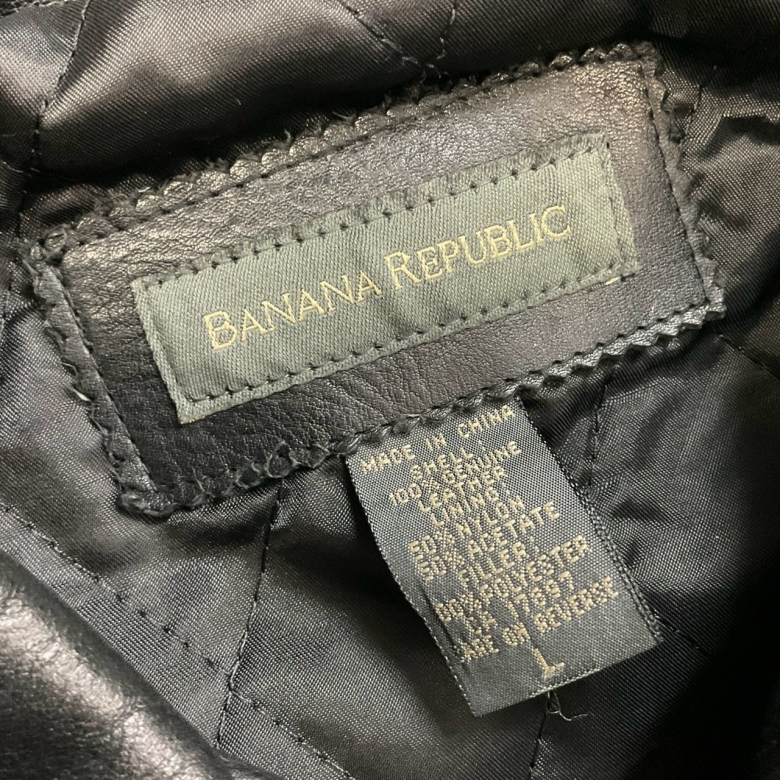 BANANA REPUBLIC
MADE IN CHINA
SHELL:
100% GENUINE
LEATHER
LINING:
50% NYLON
50% ACETATE
FILLER:
POLYESTER
CA 17897
CARE ON REVERSE
L